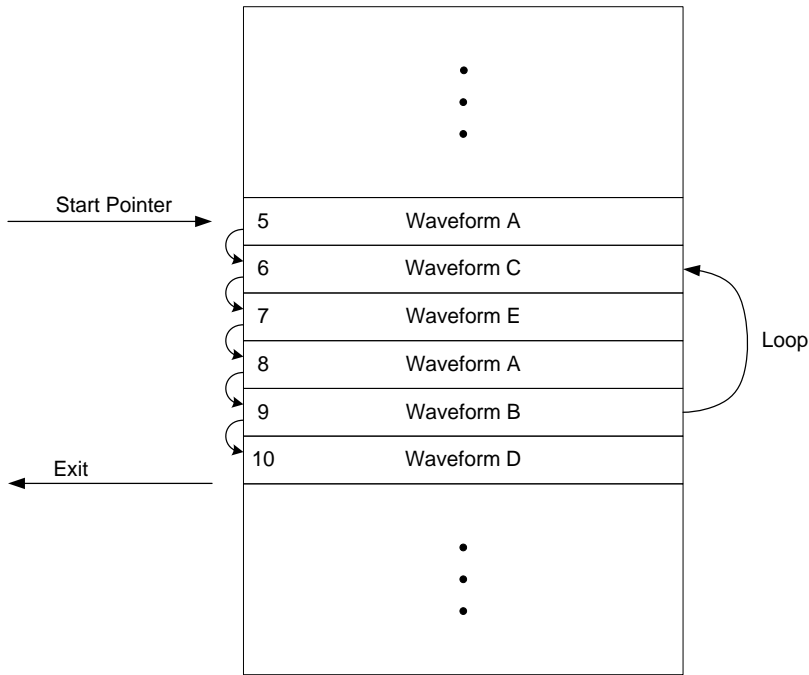 Start Pointer
5 Waveform A
6 Waveform C
7 Waveform E
Loop
8 Waveform A
9 Waveform B
10 Waveform D
Exit